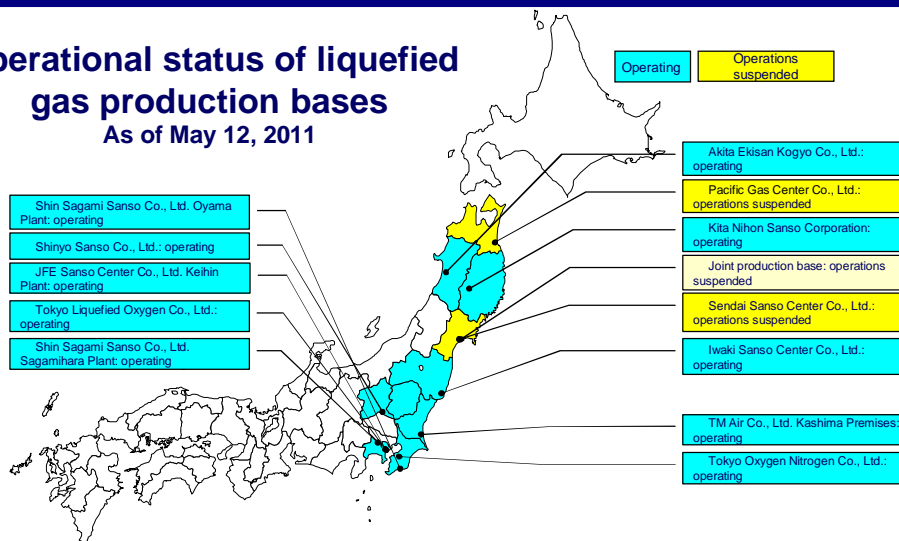 perational status of liquefied
gas production bases
As of May 12, 2011
Operating
Operations
suspended
Shin Sagami Sanso Co., Ltd. Oyama
Plant: operating
Shinyo Sanso Co., Ltd.: operating
JFE Sanso Center Co., Ltd. Keihin
Plant: operating
Tokyo Liquefied Oxygen Co., Ltd.:
operating
Shin Sagami Sanso Co., Ltd.
Sagamihara Plant: operating
Akita Ekisan Kogyo Co., Ltd.:
operating
Pacific Gas Center Co., Ltd.:
operations suspended
Kita Nihon Sanso Corporation:
operating
Joint production base: operations
suspended
Sendai Sanso Center Co., Ltd.:
operations suspended
Iwaki Sanso Center Co., Ltd.:
operating
TM Air Co., Ltd. Kashima Premises:
operating
Tokyo Oxygen Nitrogen Co., Ltd.:
operating